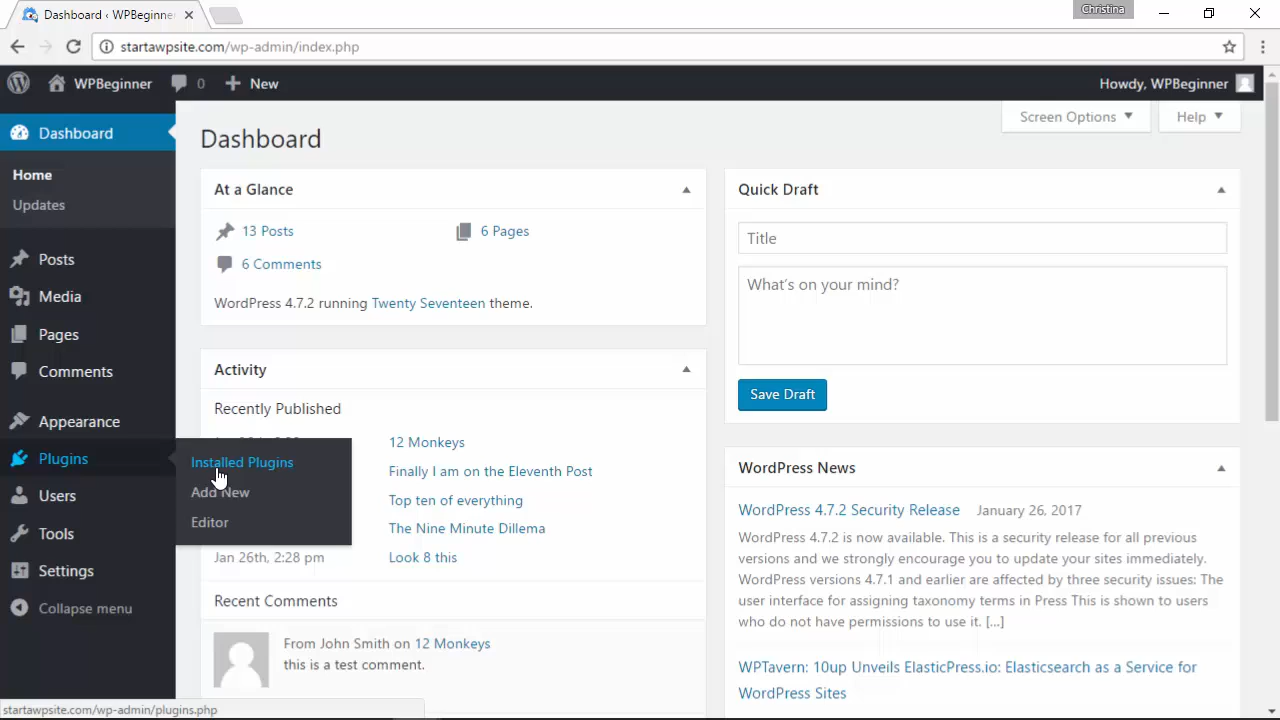 Dashboard ‹ WPBeginner
Christina
startawpsite.com/wp-admin/index.php
WPBeginner
0
New
Howdy, WPBeginner
Dashboard
Home
Updates
Posts
Media
Pages
Comments
Appearance
Plugins
Users
Tools
Settings
Collapse menu
Installed Plugins
Add New
Editor
Screen Options
Help
Dashboard
At a Glance
13 Posts
6 Pages
6 Comments
WordPress 4.7.2 running Twenty Seventeen theme.
Activity
Recently Published
12 Monkeys
Finally I am on the Eleventh Post
Top ten of everything
The Nine Minute Dillema
Jan 26th, 2:28 pm Look 8 this
Recent Comments
From John Smith on 12 Monkeys
this is a test comment.
Quick Draft
Title
What's on your mind?
Save Draft
WordPress News
WordPress 4.7.2 Security Release January 26, 2017
WordPress 4.7.2 is now available. This is a security release for all previous
versions and we strongly encourage you to update your sites immediately.
WordPress versions 4.7.1 and earlier are affected by three security issues: The
user interface for assigning taxonomy terms in Press This is shown to users
who do not have permissions to use it. […]
WPTavern: 10up Unveils ElasticPress.io: Elasticsearch as a Service for
WordPress Sites
startawpsite.com/wp-admin/plugins.php